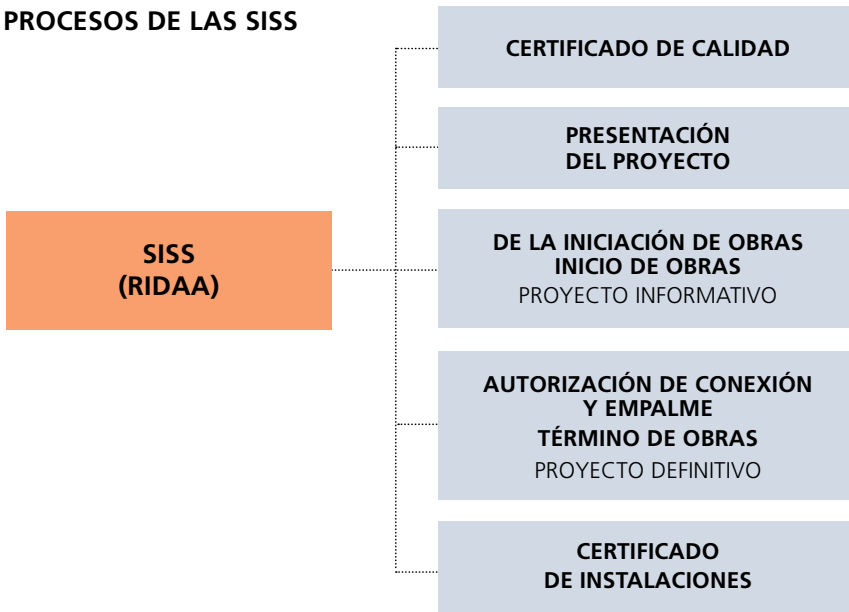 PROCESOS DE LAS SISS
SISS
(RIDAA)
CERTIFICADO DE CALIDAD
PRESENTACIÓN
DEL PROYECTO
DE LA INICIACIÓN DE OBRAS
INICIO DE OBRAS
PROYECTO INFORMATIVO
AUTORIZACIÓN DE CONEXIÓN
Y EMPALME
TÉRMINO DE OBRAS
PROYECTO DEFINITIVO
CERTIFICADO
DE INSTALACIONES